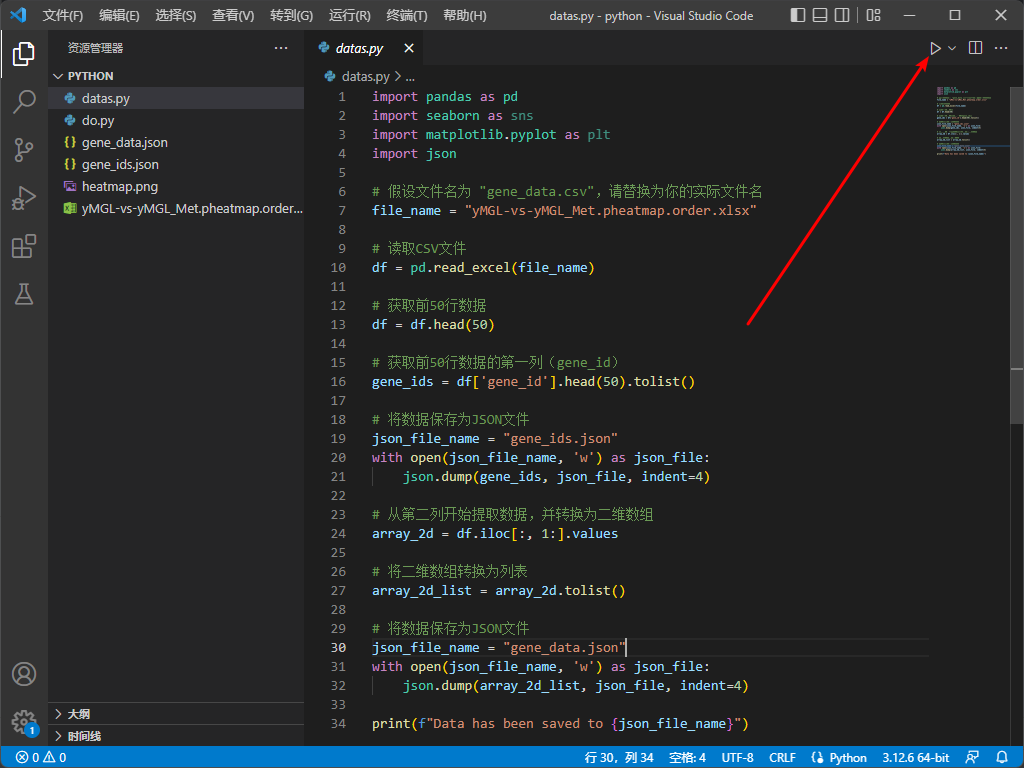 文件(F) 编辑(E) 选择(S) 查看(V) 转到(G) 运行(R) 终端(T) 帮助(H) datas.py - python - Visual Studio Code
资源管理器
PYTHON
datas.py
do.py
gene_data.json
gene_ids.json
heatmap.png
yMGL-vs-yMGL_Met.pheatmap.order...
大纲
时间线
datas.py
datas.py > ...
1 import pandas as pd
2 import seaborn as sns
3 import matplotlib.pyplot as plt
4 import json
5
6 # 假设文件名为 "gene_data.csv"，请替换为你的实际文件名
7 file_name = "yMGL-vs-yMGL_Met.pheatmap.order.xlsx"
8
9 # 读取CSV文件
10 df = pd.read_excel(file_name)
11
12 # 获取前50行数据
13 df = df.head(50)
14
15 # 获取前50行数据的第一列（gene_id）
16 gene_ids = df['gene_id'].head(50).tolist()
17
18 # 将数据保存为JSON文件
19 json_file_name = "gene_ids.json"
20 with open(json_file_name, 'w') as json_file:
21     json.dump(gene_ids, json_file, indent=4)
22
23 # 从第二列开始提取数据，并转换为二维数组
24 array_2d = df.iloc[:, 1:].values
25
26 # 将二维数组转换为列表
27 array_2d_list = array_2d.tolist()
28
29 # 将数据保存为JSON文件
30 json_file_name = "gene_data.json"
31 with open(json_file_name, 'w') as json_file:
32     json.dump(array_2d_list, json_file, indent=4)
33
34 print(f"Data has been saved to {json_file_name}")
1
0 0 行 30，列 34 空格: 4 UTF-8 CRLF Python 3.12.6 64-bit